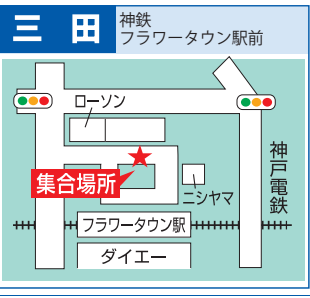 三田
神鉄
フラワータウン駅前
ローソン
神戸電鉄
集合場所
ニシヤマ
フラワータウン駅
ダイエー